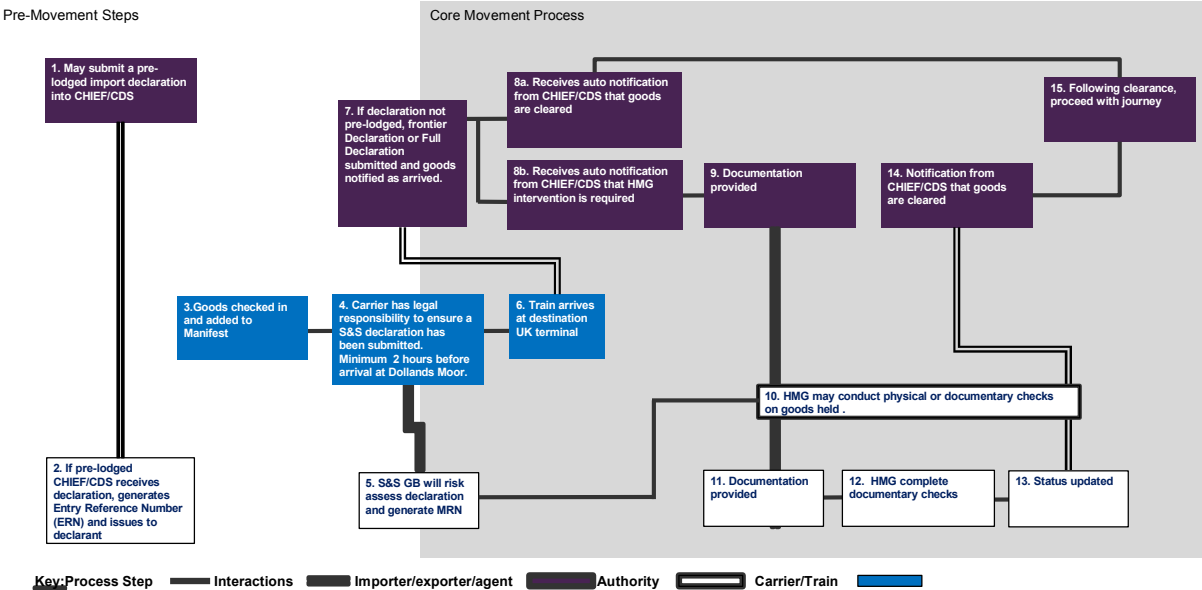 Pre-Movement Steps
Core Movement Process
1. May submit a pre-
lodged import declaration
into CHIEF/CDS
7. If declaration not
pre-lodged, frontier
Declaration or Full
Declaration
submitted and goods
notified as arrived.
8a. Receives auto notification
from CHIEF/CDS that goods
are cleared
15. Following clearance,
proceed with journey
8b. Receives auto notification
from CHIEF/CDS that HMG
intervention is required
9. Documentation
provided
14. Notification from
CHIEF/CDS that goods
are cleared
3.Goods checked in
and added to
Manifest
4. Carrier has legal
responsibility to ensure a
S&S declaration has
been submitted.
Minimum 2 hours before
arrival at Dollands Moor.
6. Train arrives
at destination
UK terminal
10. HMG may conduct physical or documentary checks
on goods held .
2. If pre-lodged
CHIEF/CDS receives
declaration, generates
Entry Reference Number
(ERN) and issues to
declarant
5. S&S GB will risk
assess declaration
and generate MRN
11. Documentation
provided
12. HMG complete
documentary checks
13. Status updated
Key:Process Step
Interactions
Importer/exporter/agent
Authority
Carrier/Train